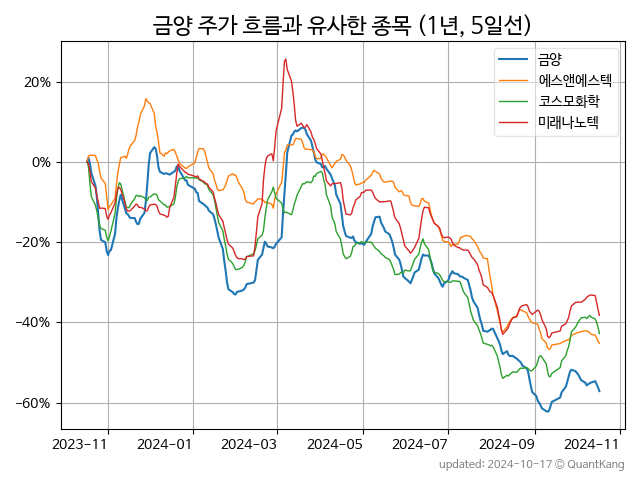 금양 주가 흐름과 유사한 종목 (1년, 5일선)
금양
에스앤에스텍
코스모화학
미래나노텍
20%
0%
−20%
−40%
−60%
2023−11
2024−01
2024−03
2024−05
2024−07
2024−09
2024−11
updated: 2024-10-17 © QuantKang